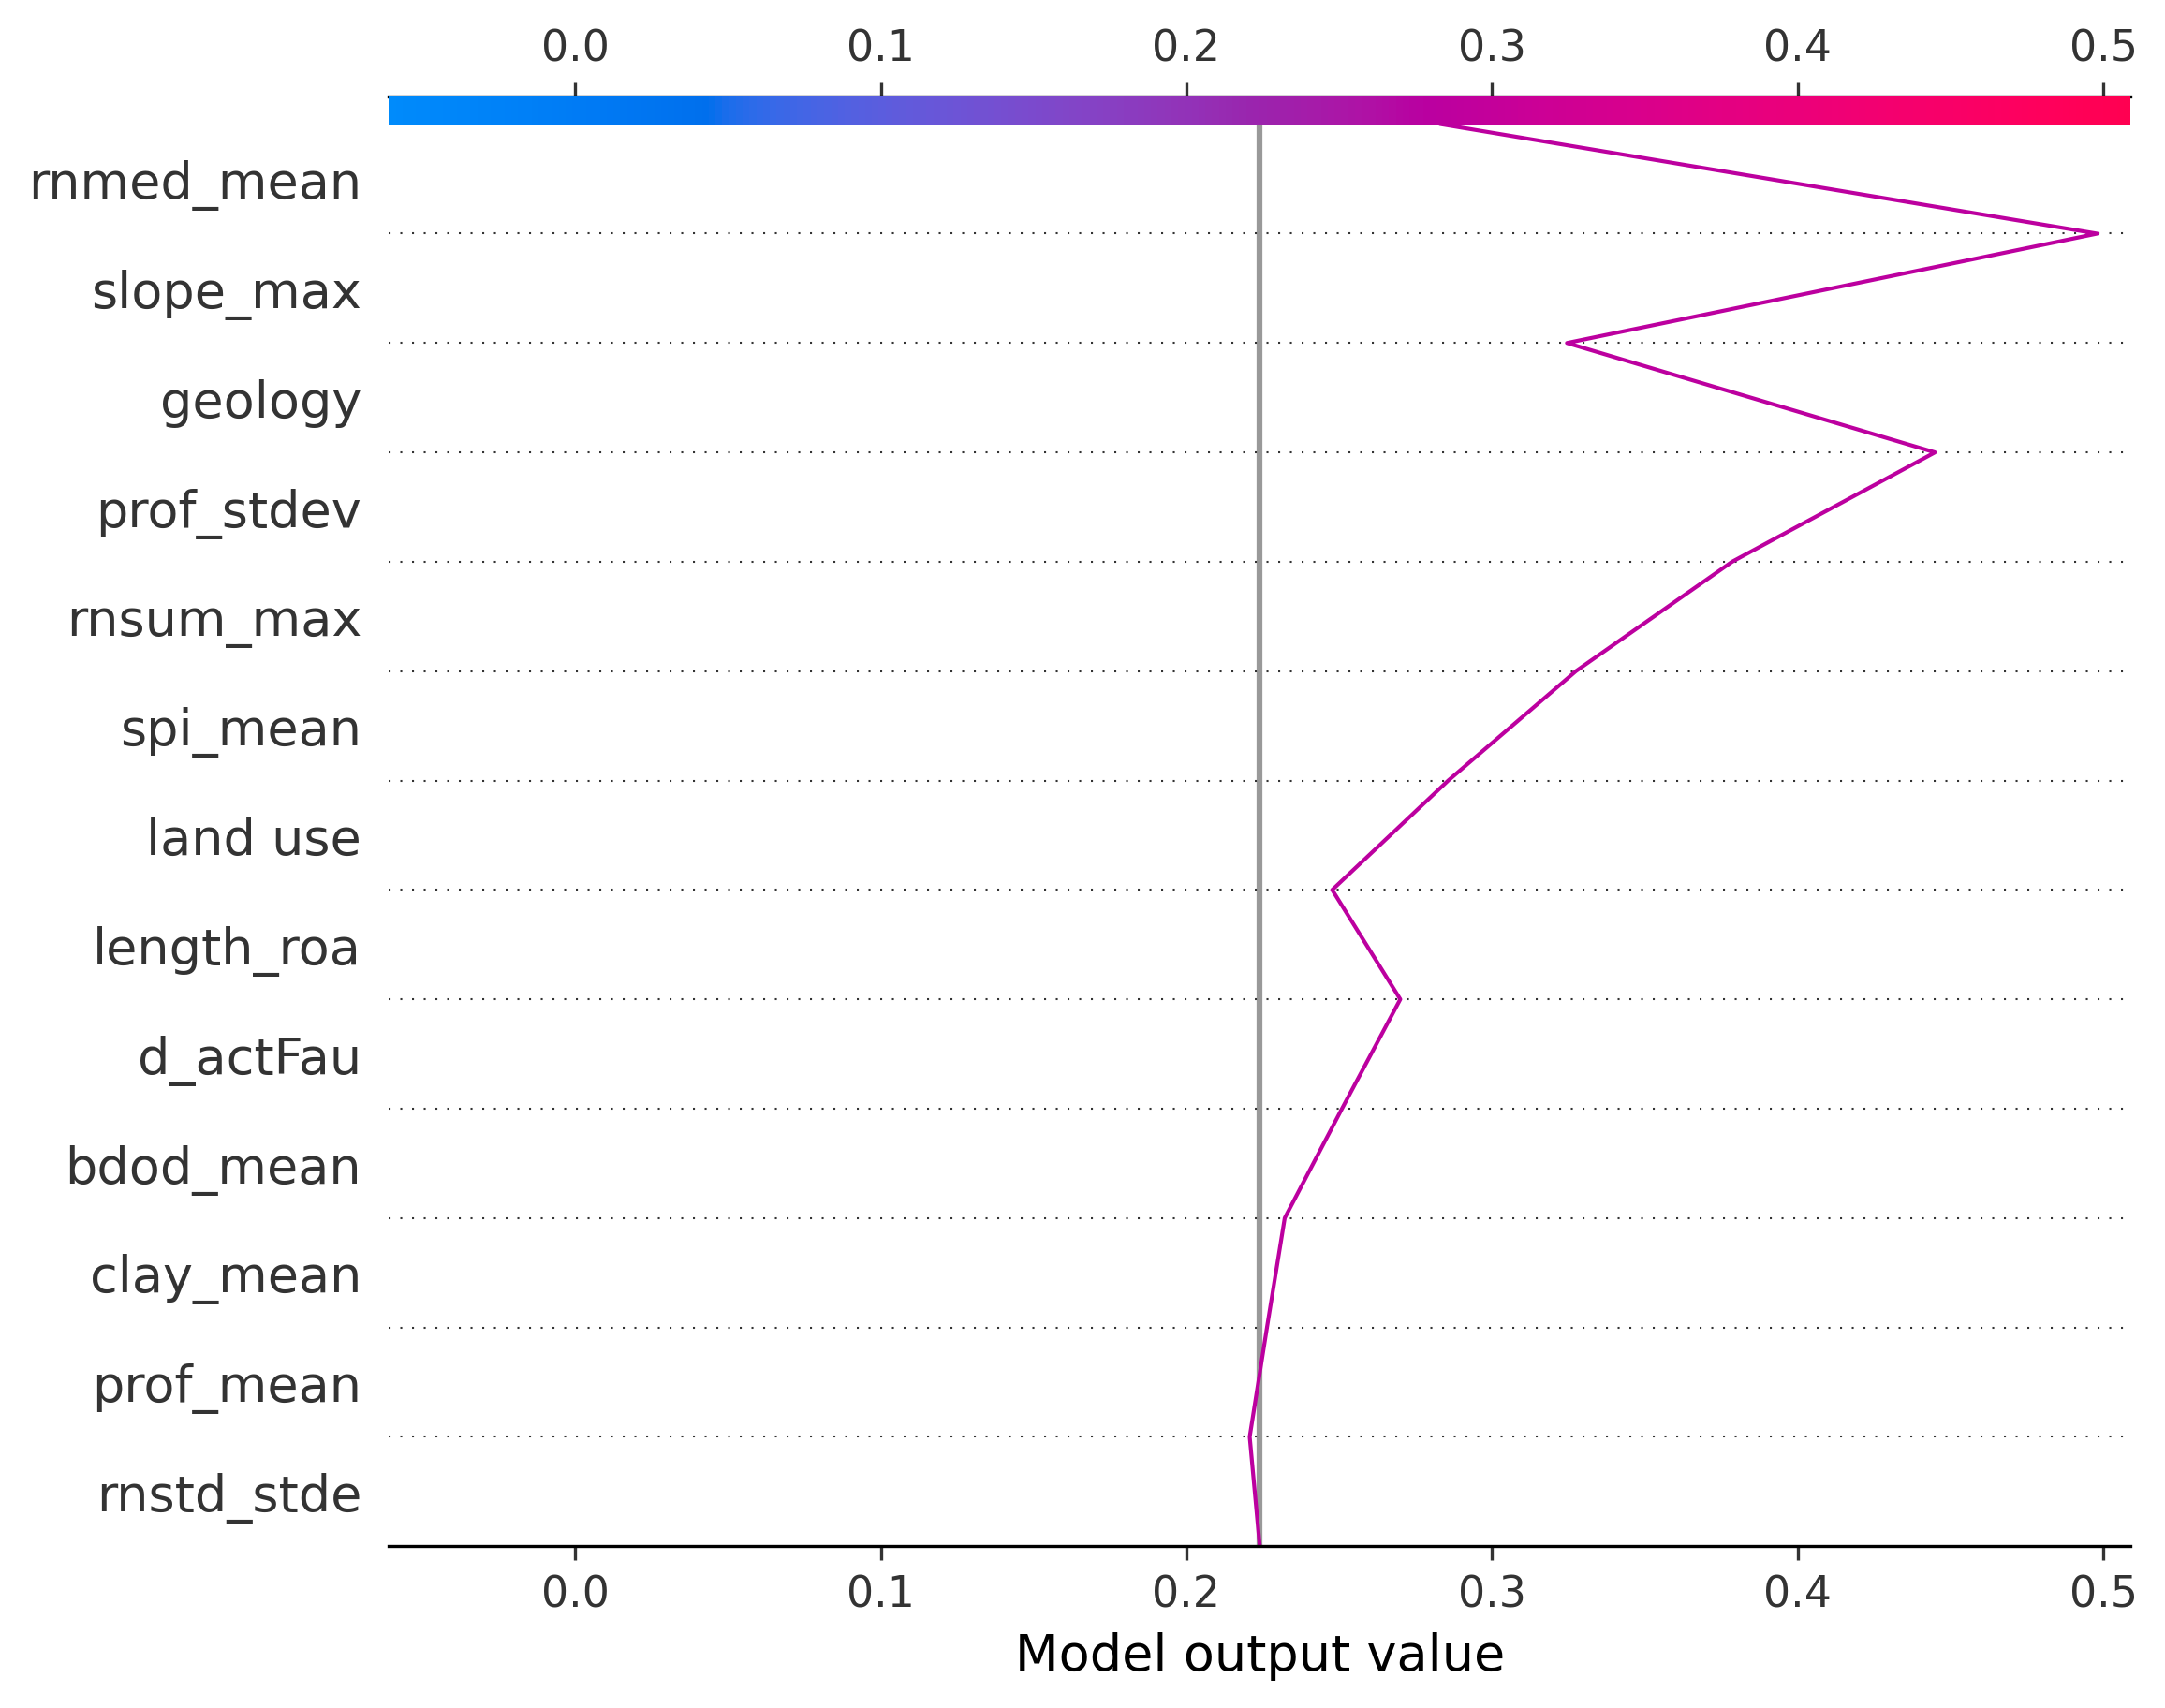 0.0 0.1 0.2 0.3 0.4 0.5
rnmed_mean
slope_max
geology
prof_stdev
rnsum_max
spi_mean
land use
length_roa
d_actFau
bdod_mean
clay_mean
prof_mean
rnstd_stde
0.0 0.1 0.2 0.3 0.4 0.5
Model output value